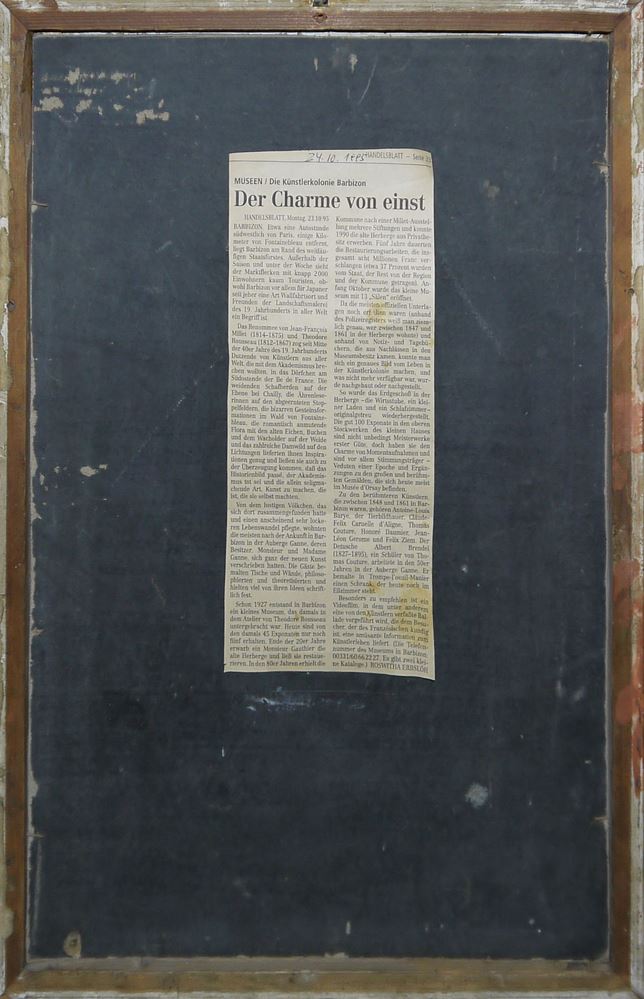 24.10.1995 HANDELSBLATT – Seite
MUSEEN / Die Künstlerkolonie Barbizon
Der Charme von einst
HANDELSBLATT, Montag, 23.10.95
BARBIZON. Etwa eine Autostunde
südwestlich von Paris, einige Kilo-
meter von Fontainebleau entfernt,
liegt Barbizon am Rand des weitläu-
figen Staatsforstes. Außerhalb der
Saison und unter der Woche sieht
der Marktflecken mit knapp 2000
Einwohnern kaum Touristen, ob-
wohl Barbizon vor allem für Japaner
seit jeher eine Art Wallfahrtsort und
Freunden der Landschaftsmalerei
des 19. Jahrhunderts in aller Welt
ein Begriff ist.
Das Renommee von Jean-François
Millet (1814–1875) und Théodore
Rousseau (1812–1867) zog seit Mitte
der 40er Jahre des 19. Jahrhunderts
Dutzende von Künstlern aus aller
Welt, die mit dem Akademismus bre-
chen wollten, in das Dörfchen am
Südostende der Ile de France. Die
weidenden Schafherden auf der
Ebene bei Chailly, die Ährenlese-
rinnen auf den abgeernteten Stop-
pelfeldern, die bizarren Gesteinsfor-
mationen im Wald von Fontaine-
bleau, die romantisch anmutende
Flora mit den alten Eichen, Buchen
und dem Wacholder auf der Weide
und das zahlreiche Damwild auf den
Lichtungen lieferten ihnen Inspira-
tionen genug und ließen sie auch zu
der Überzeugung kommen, daß das
Historienbild passé, der Akademis-
mus tot sei und die allein seligma-
chende Art, Kunst zu machen, die
ist, die sie selbst machten.
Von dem lustigen Völkchen, das
sich dort zusammengefunden hatte
und einen anscheinend sehr locke-
ren Lebenswandel pflegte, wohnten
die meisten nach der Ankunft in Bar-
bizon in der Auberge Ganne, deren
Besitzer, Monsieur und Madame
Ganne, sich ganz der neuen Kunst
verschrieben hatten. Die Gäste be-
malten Tische und Wände, philoso-
phierten und theoretisierten und
hielten viel von ihren Ideen schrift-
lich fest.
Schon 1927 entstand in Barbizon
ein kleines Museum, das damals in
dem Atelier von Théodore Rousseau
untergebracht war. Heute sind von
den damals 45 Exponaten nur noch
fünf erhalten. Ende der 20er Jahre
erwarb ein Monsieur Gauthier die
alte Herberge und ließ sie restaurie-
rieren. In den 80er Jahren erhielt die
Kommune nach einer Millet-Ausstel-
lung mehrere Stiftungen und konnte
1990 die alte Herberge aus Privatbe-
sitz erwerben. Fünf Jahre dauerten
die Restaurierungsarbeiten, die ins-
gesamt acht Millionen Franc ver-
schlangen (etwa 37 Prozent wurden
vom Staat, der Rest von der Region
und der Kommune getragen). An-
fang Oktober wurde das kleine Mu-
seum mit 13 „Sälen“ eröffnet.
Da die meisten offiziellen Unterla-
gen noch erhalten waren (anhand
des Polizeiregisters weiß man ziem-
lich genau, wer zwischen 1847 und
1861 in der Herberge wohnte) und
anhand von Notiz- und Tagebü-
chern, die aus Nachlässen in den
Museumsbesitz kamen, konnte man
sich ein genaues Bild vom Leben in
der Künstlerkolonie machen, und
was nicht mehr verfügbar war, wur-
de nachgebaut oder nachgestellt.
So wurde das Erdgeschoß in der
Herberge – die Wirtsstube, ein klei-
ner Laden und ein Schlafzimmer –
originalgetreu wiederhergestellt.
Die gut 100 Exponate in den oberen
Stockwerken des kleinen Hauses
sind nicht unbedingt Meisterwerke
erster Güte, doch haben sie den
Charme von Momentaufnahmen und
sind vor allem Stimmungsträger –
Veduten einer Epoche und Ergän-
zungen zu den großen und berühm-
ten Gemälden, die sich heute meist
im Musée d'Orsay befinden.
Zu den berühmteren Künstlern,
die zwischen 1848 und 1861 in Bar-
bizon waren, gehören Antoine-Louis
Barye, der Tierbildhauer, Claude-
Felix Caruelle d'Aligne, Thomas
Couture, Honoré Daumier, Jean-
Léon Gerome und Felix Ziem. Der
Deutsche Albert Brendel
(1827–1895), ein Schüler von Tho-
mas Couture, arbeitete in den 50er
Jahren in der Auberge Ganne. Er
bemalte in Trompe-l'oeuil-Manier
einen Schrank, der heute noch im
Eßzimmer steht.
Besonders zu empfehlen ist ein
Videofilm, in dem unter anderem
eine von den Künstlern verfaßte Bal-
lade vorgeführt wird, die dem Besu-
cher, der des Französischen kundig
ist, eine amüsante Information zum
Künstlerleben liefert. (Die Telefon-
nummer des Museums in Barbizon:
00331/60662227. Es gibt zwei klei-
ne Kataloge.) ROSWITHA ERBSLÖH